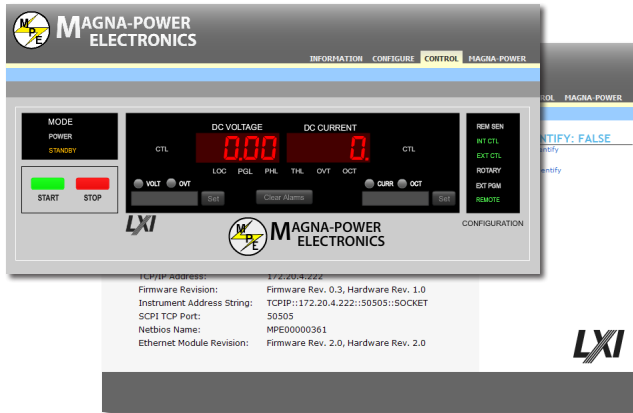 MPE MAGNA-POWER
ELECTRONICS
INFORMATION CONFIGURE CONTROL MAGNA-POWER
MODE
POWER
STANDBY
START STOP
DC VOLTAGE DC CURRENT
CTL 0.00 0. CTL
LOC PGL PHL THL OVT OCT
VOLT OVT CURR OCT
Set Clear Alarms Set
REM SEN
INT CTL
EXT CTL
ROTARY
EXT PGM
REMOTE
CONFIGURATION
LXI
MPE MAGNA-POWER
ELECTRONICS
ROL MAGNA-POWER
NTIFY: FALSE
entify
TCP/IP Address: 172.20.4.222
Firmware Revision: Firmware Rev. 0.3, Hardware Rev. 1.0
Instrument Address String: TCPIP::172.20.4.222::50505::SOCKET
SCPI TCP Port: 50505
Netbios Name: MPE00000361
Ethernet Module Revision: Firmware Rev. 2.0, Hardware Rev. 2.0
LXI